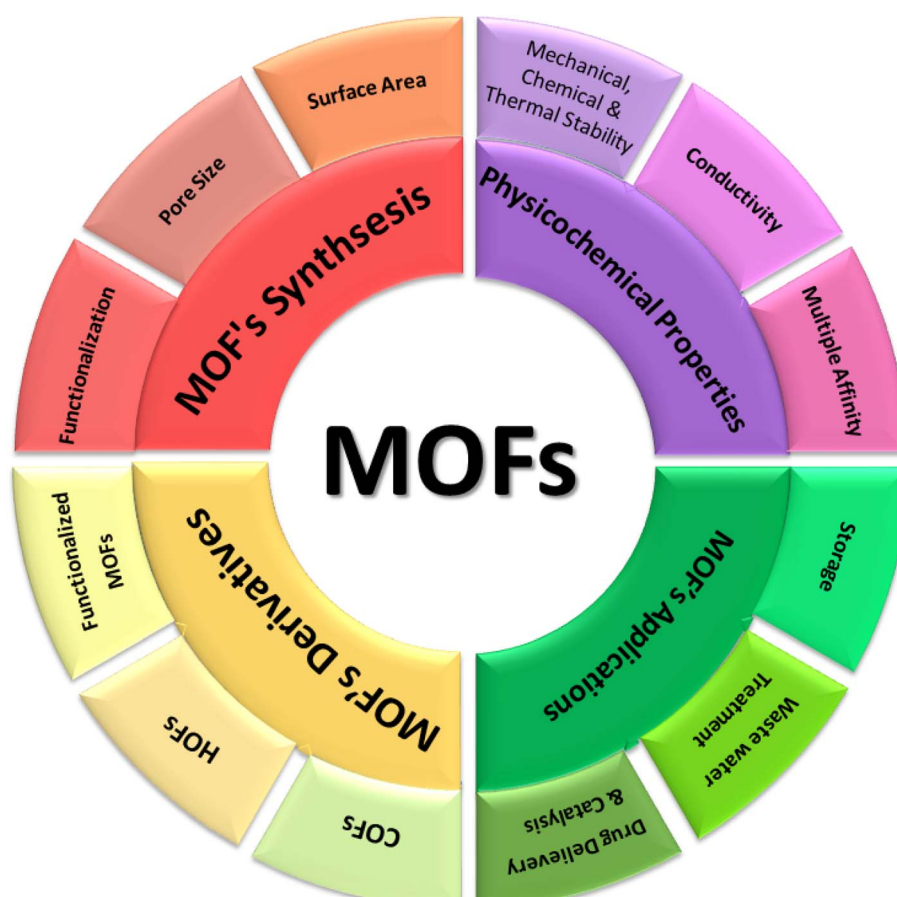 MOFs
MOF's Synthsesis
Functionalization
Pore Size
Surface Area
Physicochemical Properties
Mechanical,
Chemical &
Thermal Stability
Conductivity
Multiple Affinity
MOF's Applications
Storage
Waste water
Treatment
Drug Delievery
& Catalysis
MOF's Derivatives
COFs
HOFs
Functionalized
MOFs